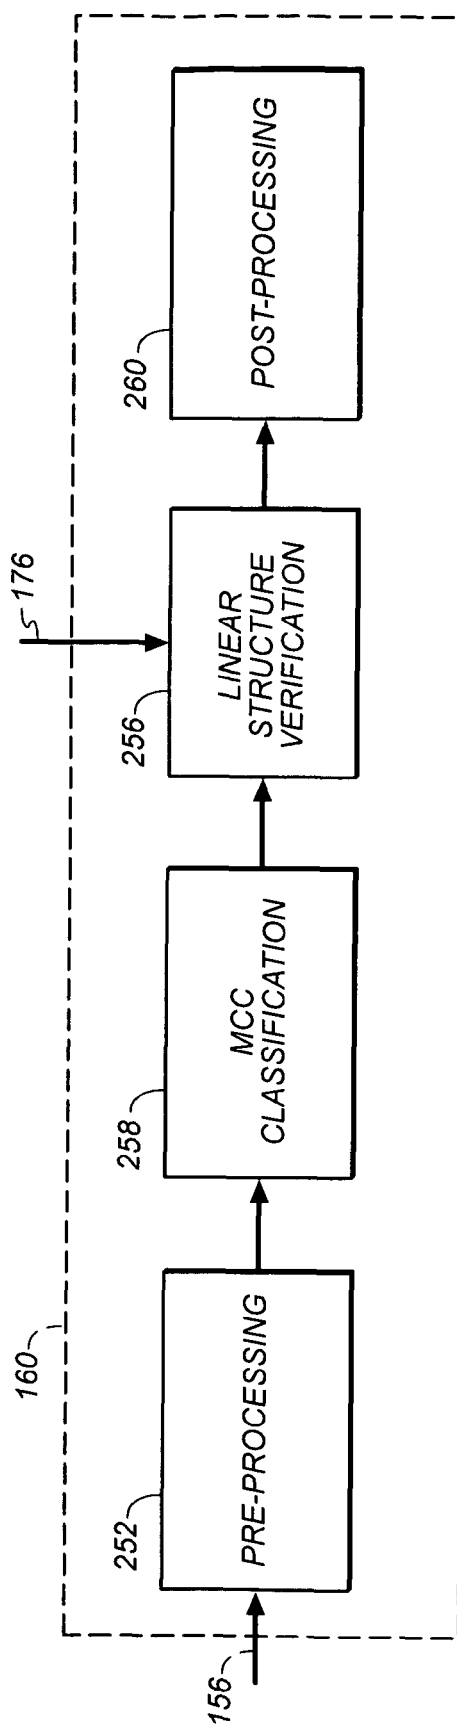 160
176
156
252
PRE-PROCESSING
258
MCC
CLASSIFICATION
256
LINEAR
STRUCTURE
VERIFICATION
260
POST-PROCESSING